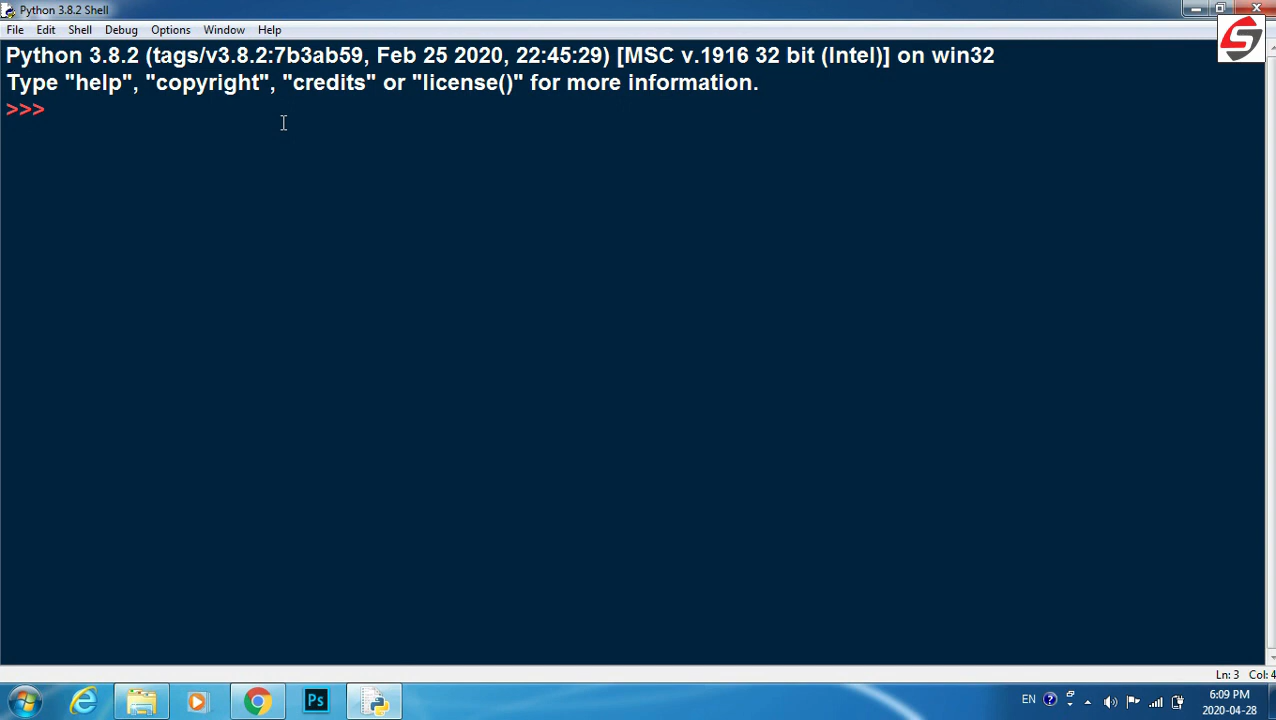 Python 3.8.2 Shell
File Edit Shell Debug Options Window Help
Python 3.8.2 (tags/v3.8.2:7b3ab59, Feb 25 2020, 22:45:29) [MSC v.1916 32 bit (Intel)] on win32
Type "help", "copyright", "credits" or "license()" for more information.
>>>
Ln: 3 Col: 4
Ps
EN
6:09 PM
2020-04-28